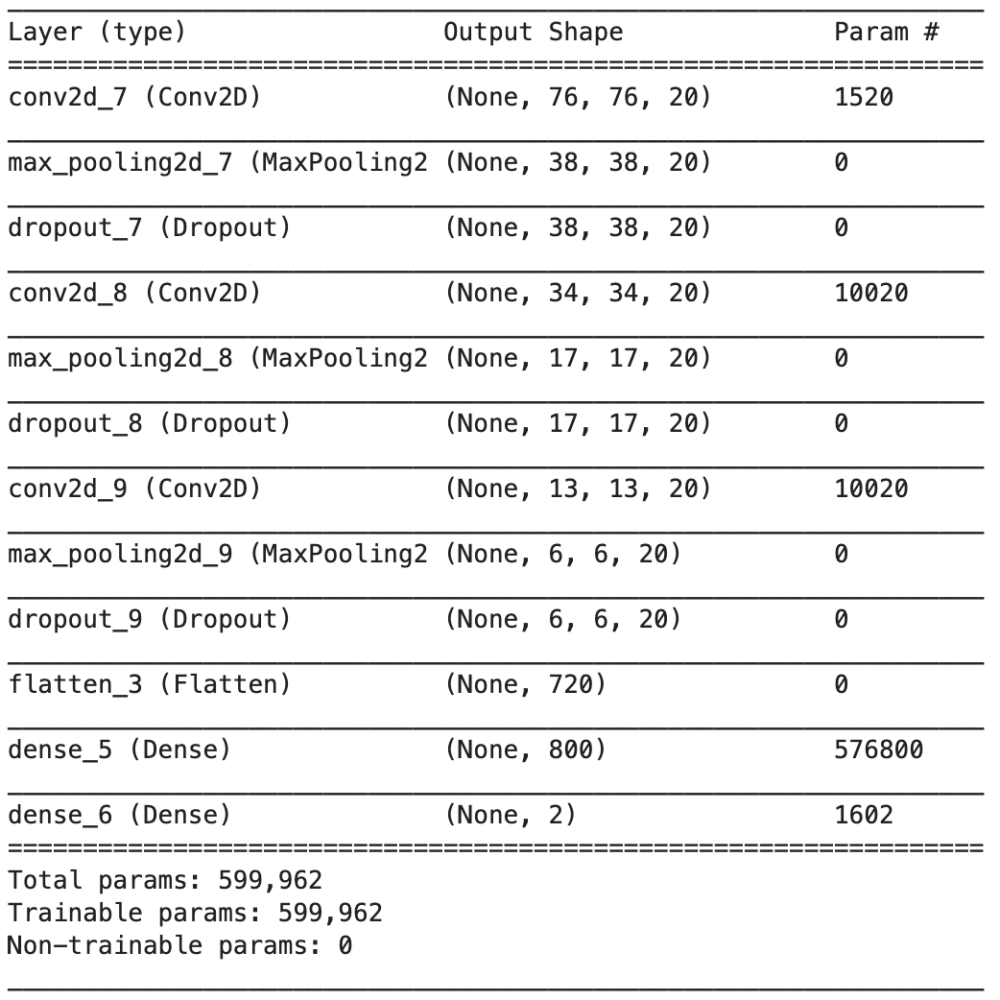 Layer (type)                 Output Shape              Param #
=================================================================
conv2d_7 (Conv2D)            (None, 76, 76, 20)        1520
_________________________________________________________________
max_pooling2d_7 (MaxPooling2 (None, 38, 38, 20)        0
_________________________________________________________________
dropout_7 (Dropout)          (None, 38, 38, 20)        0
_________________________________________________________________
conv2d_8 (Conv2D)            (None, 34, 34, 20)        10020
_________________________________________________________________
max_pooling2d_8 (MaxPooling2 (None, 17, 17, 20)        0
_________________________________________________________________
dropout_8 (Dropout)          (None, 17, 17, 20)        0
_________________________________________________________________
conv2d_9 (Conv2D)            (None, 13, 13, 20)        10020
_________________________________________________________________
max_pooling2d_9 (MaxPooling2 (None, 6, 6, 20)          0
_________________________________________________________________
dropout_9 (Dropout)          (None, 6, 6, 20)          0
_________________________________________________________________
flatten_3 (Flatten)          (None, 720)               0
_________________________________________________________________
dense_5 (Dense)              (None, 800)               576800
_________________________________________________________________
dense_6 (Dense)              (None, 2)                 1602
=================================================================
Total params: 599,962
Trainable params: 599,962
Non-trainable params: 0
_________________________________________________________________